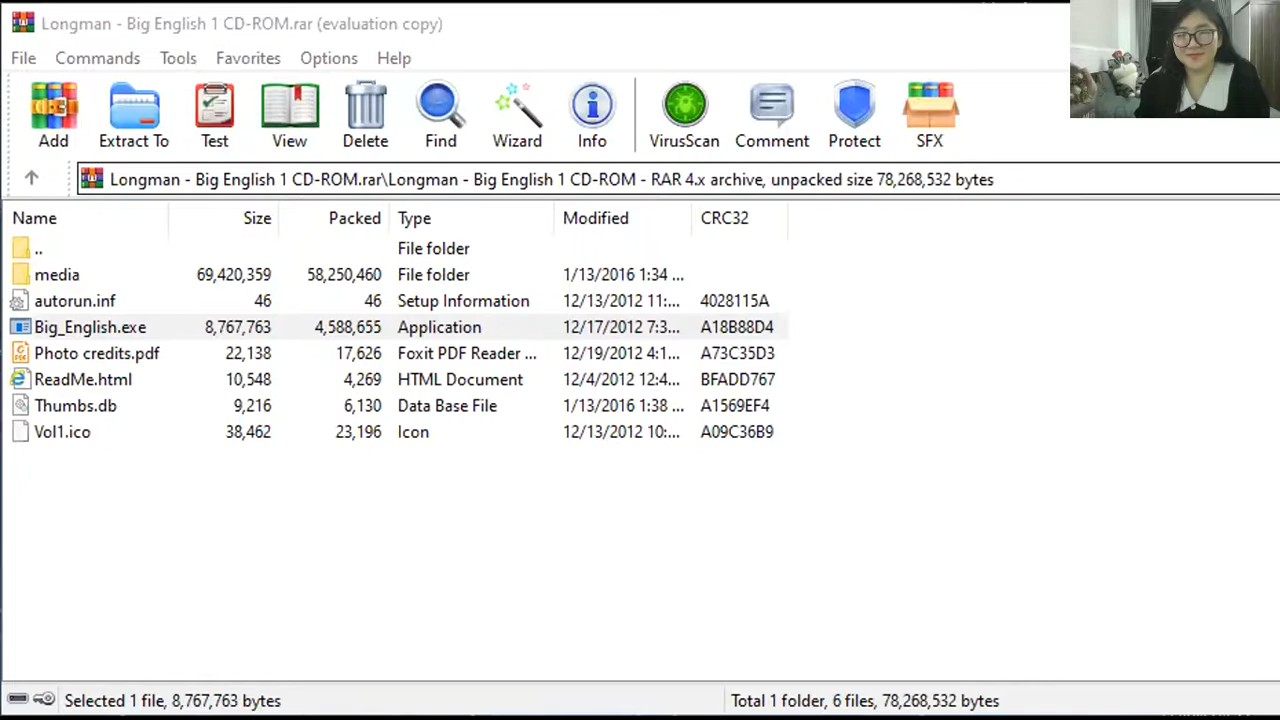 Longman - Big English 1 CD-ROM.rar (evaluation copy)
File Commands Tools Favorites Options Help
Add Extract To Test View Delete Find Wizard Info VirusScan Comment Protect SFX
Longman - Big English 1 CD-ROM.rar\Longman - Big English 1 CD-ROM - RAR 4.x archive, unpacked size 78,268,532 bytes
Name Size Packed Type Modified CRC32
.. File folder
media 69,420,359 58,250,460 File folder 1/13/2016 1:34 ...
autorun.inf 46 46 Setup Information 12/13/2012 11:... 4028115A
Big_English.exe 8,767,763 4,588,655 Application 12/17/2012 7:3... A18B88D4
Photo credits.pdf 22,138 17,626 Foxit PDF Reader ... 12/19/2012 4:1... A73C35D3
ReadMe.html 10,548 4,269 HTML Document 12/4/2012 12:4... BFADD767
Thumbs.db 9,216 6,130 Data Base File 1/13/2016 1:38 ... A1569EF4
Vol1.ico 38,462 23,196 Icon 12/13/2012 10:... A09C36B9
Selected 1 file, 8,767,763 bytes Total 1 folder, 6 files, 78,268,532 bytes